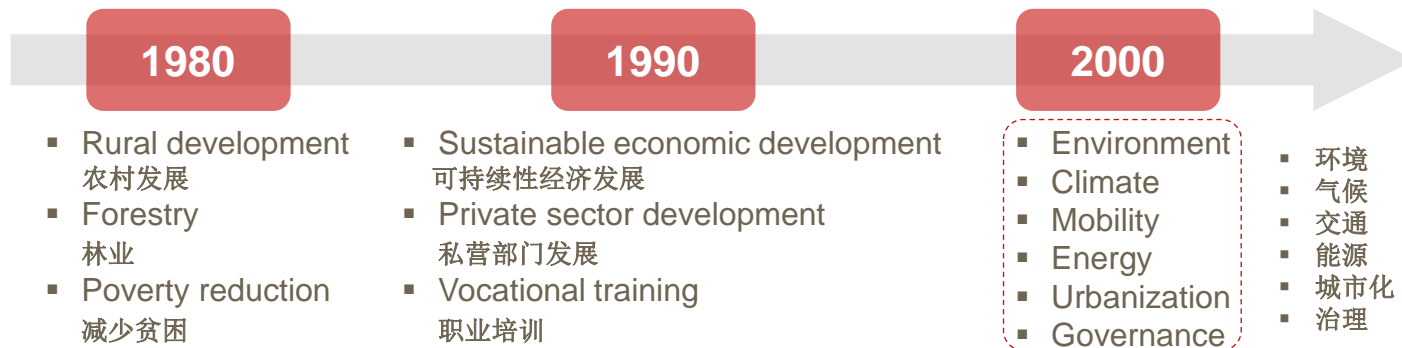 1980
1990
2000
▪ Rural development
农村发展
▪ Forestry
林业
▪ Poverty reduction
减少贫困
▪ Sustainable economic development
可持续性经济发展
▪ Private sector development
私营部门发展
▪ Vocational training
职业培训
▪ Environment
▪ Climate
▪ Mobility
▪ Energy
▪ Urbanization
▪ Governance
▪ 环境
▪ 气候
▪ 交通
▪ 能源
▪ 城市化
▪ 治理